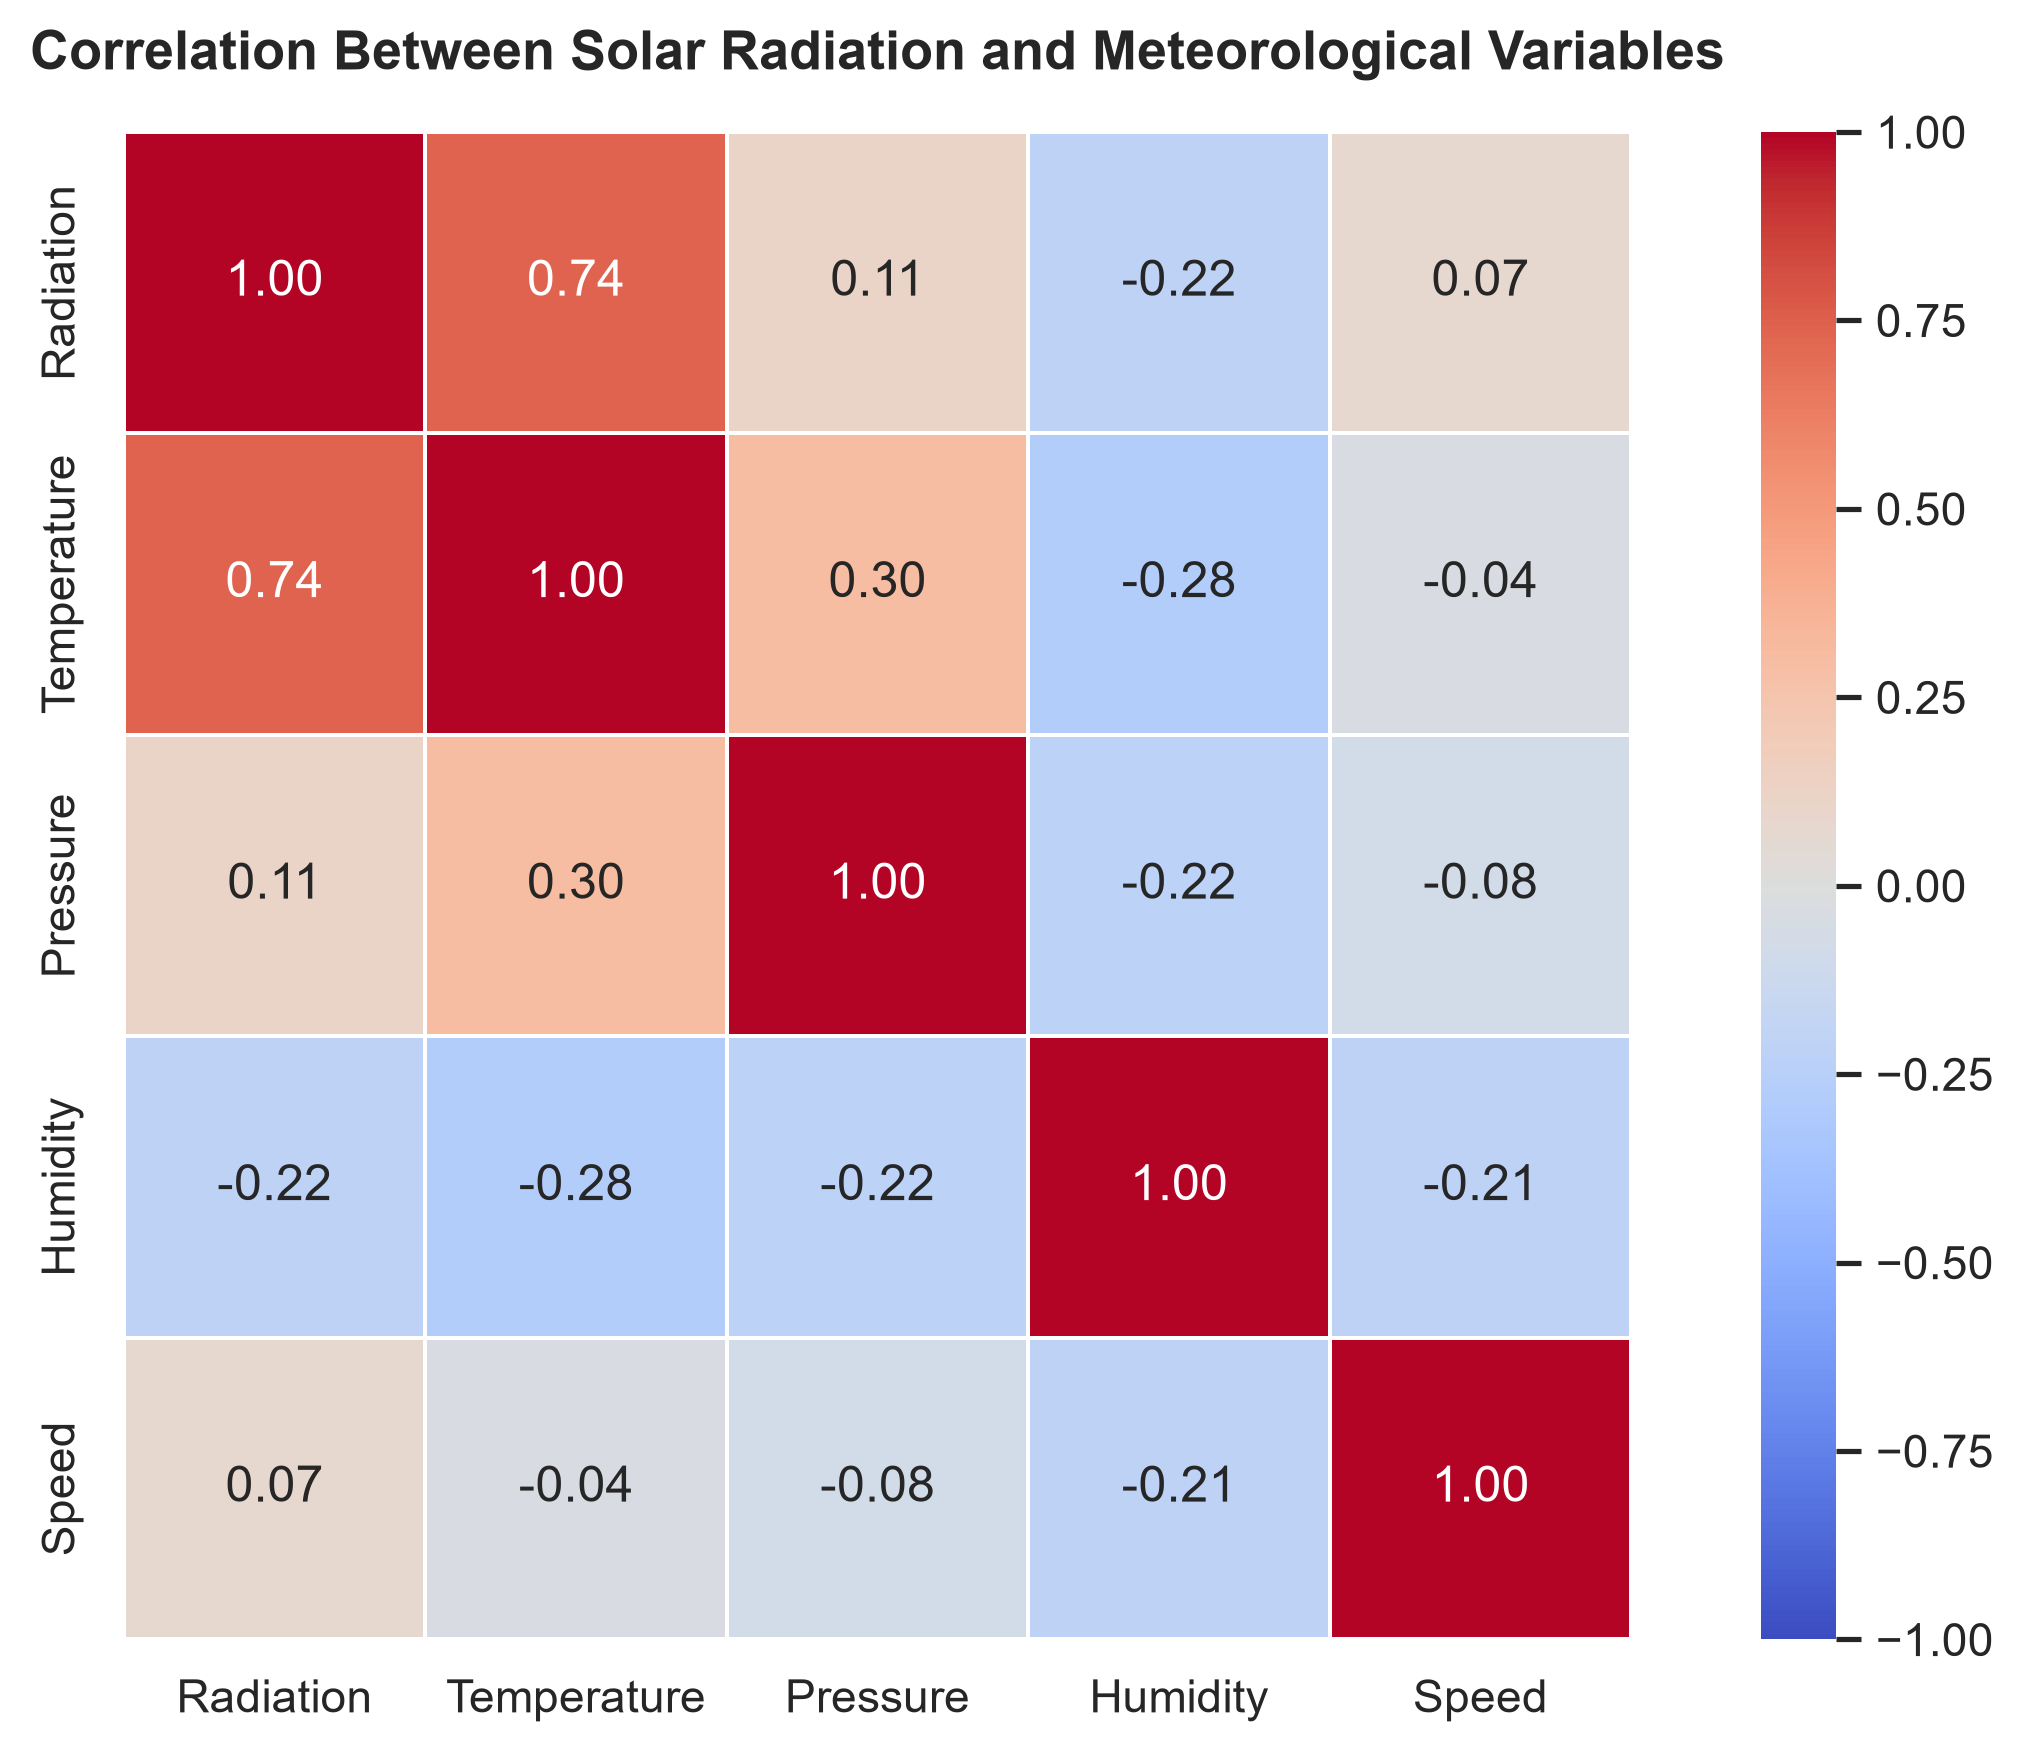 Correlation Between Solar Radiation and Meteorological Variables
Radiation 1.00 0.74 0.11 -0.22 0.07
Temperature 0.74 1.00 0.30 -0.28 -0.04
Pressure 0.11 0.30 1.00 -0.22 -0.08
Humidity -0.22 -0.28 -0.22 1.00 -0.21
Speed 0.07 -0.04 -0.08 -0.21 1.00
Radiation Temperature Pressure Humidity Speed
1.00
0.75
0.50
0.25
0.00
−0.25
−0.50
−0.75
−1.00